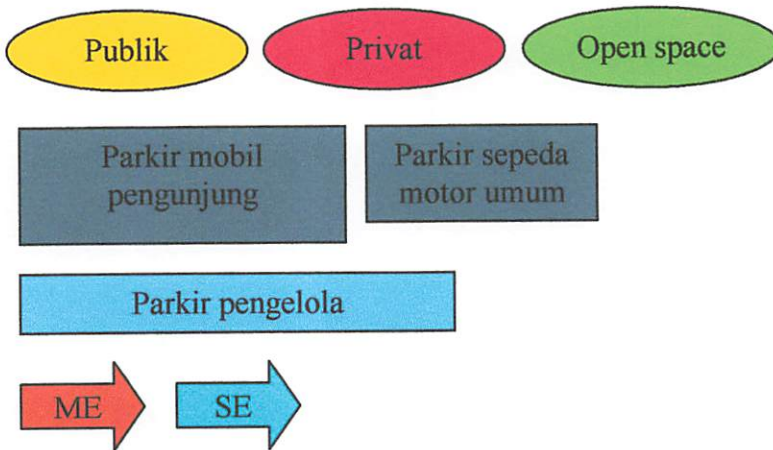 Publik
Privat
Open space
Parkir mobil
pengunjung
Parkir sepeda
motor umum
Parkir pengelola
ME
SE